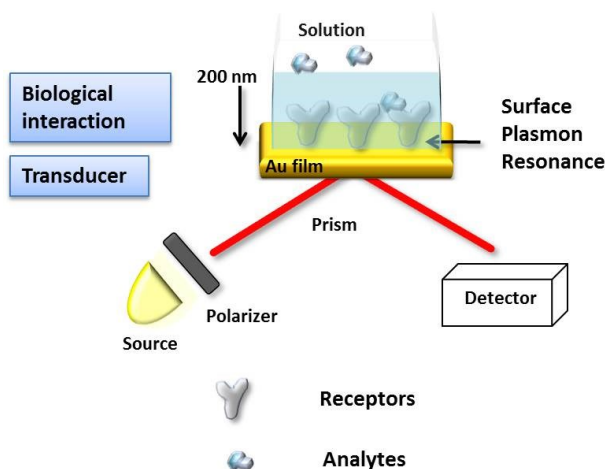 Solution
200 nm
Biological
interaction
Surface
Plasmon
Resonance
Transducer
Au film
Prism
Detector
Polarizer
Source
Receptors
Analytes